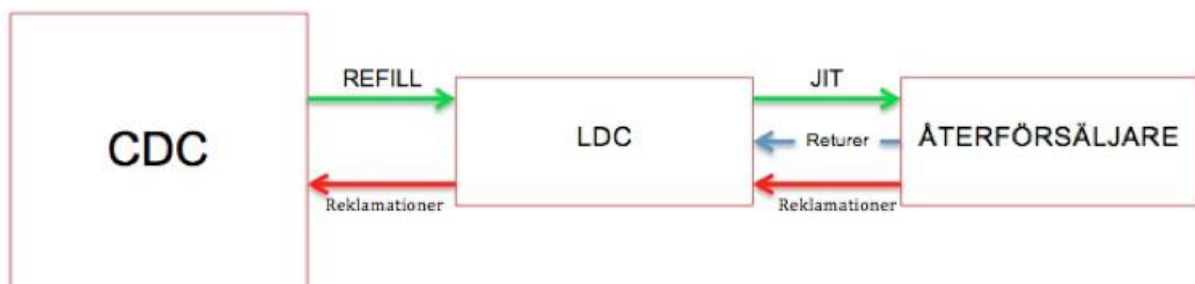 REFILL
JIT
CDC
LDC
Returer
ÅTERFÖRSÄLJARE
Reklamationer
Reklamationer